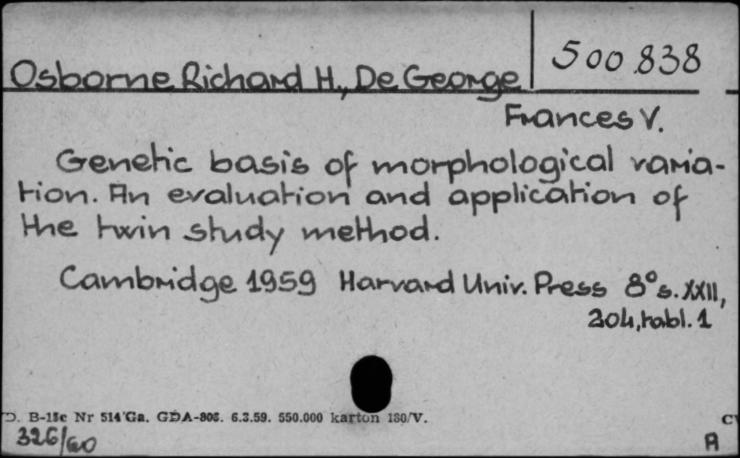 500 838
Osborne Richard H., De George
Frances V.
Genetic basis of morphological varia-
tion. An evaluation and application of
the twin study method.
Cambridge 1959 Harvard Univ. Press 8° s. XXII,
204, tabl. 1
D. B-15c Nr 514 Ga. GDA-805. 6.3.59. 550.000 karton 180/V.
326/60
A